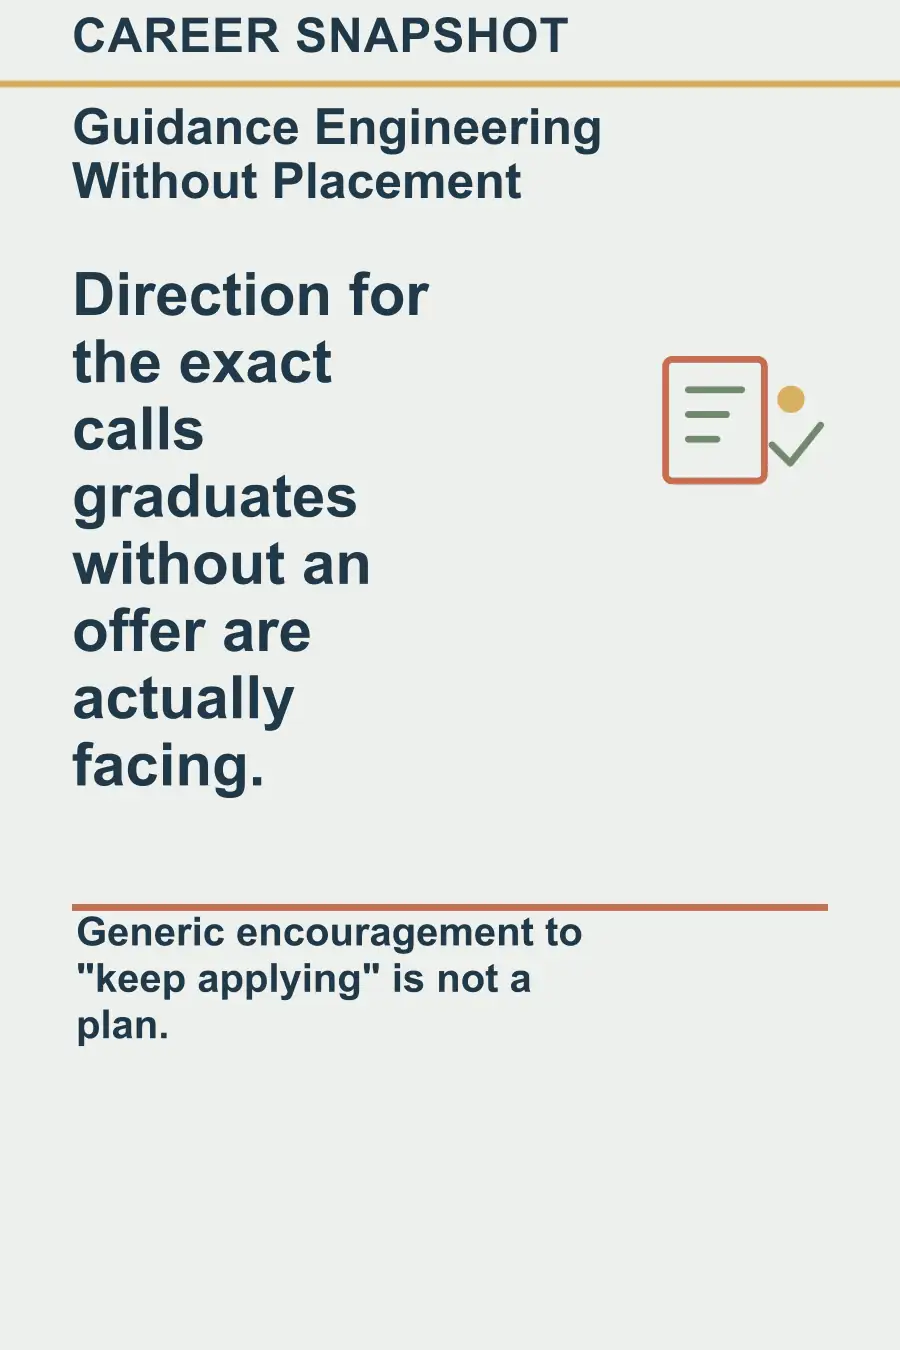 CAREER SNAPSHOT
Guidance Engineering
Without Placement
Direction for
the exact
calls
graduates
without an
offer are
actually
facing.
Generic encouragement to
"keep applying" is not a
plan.